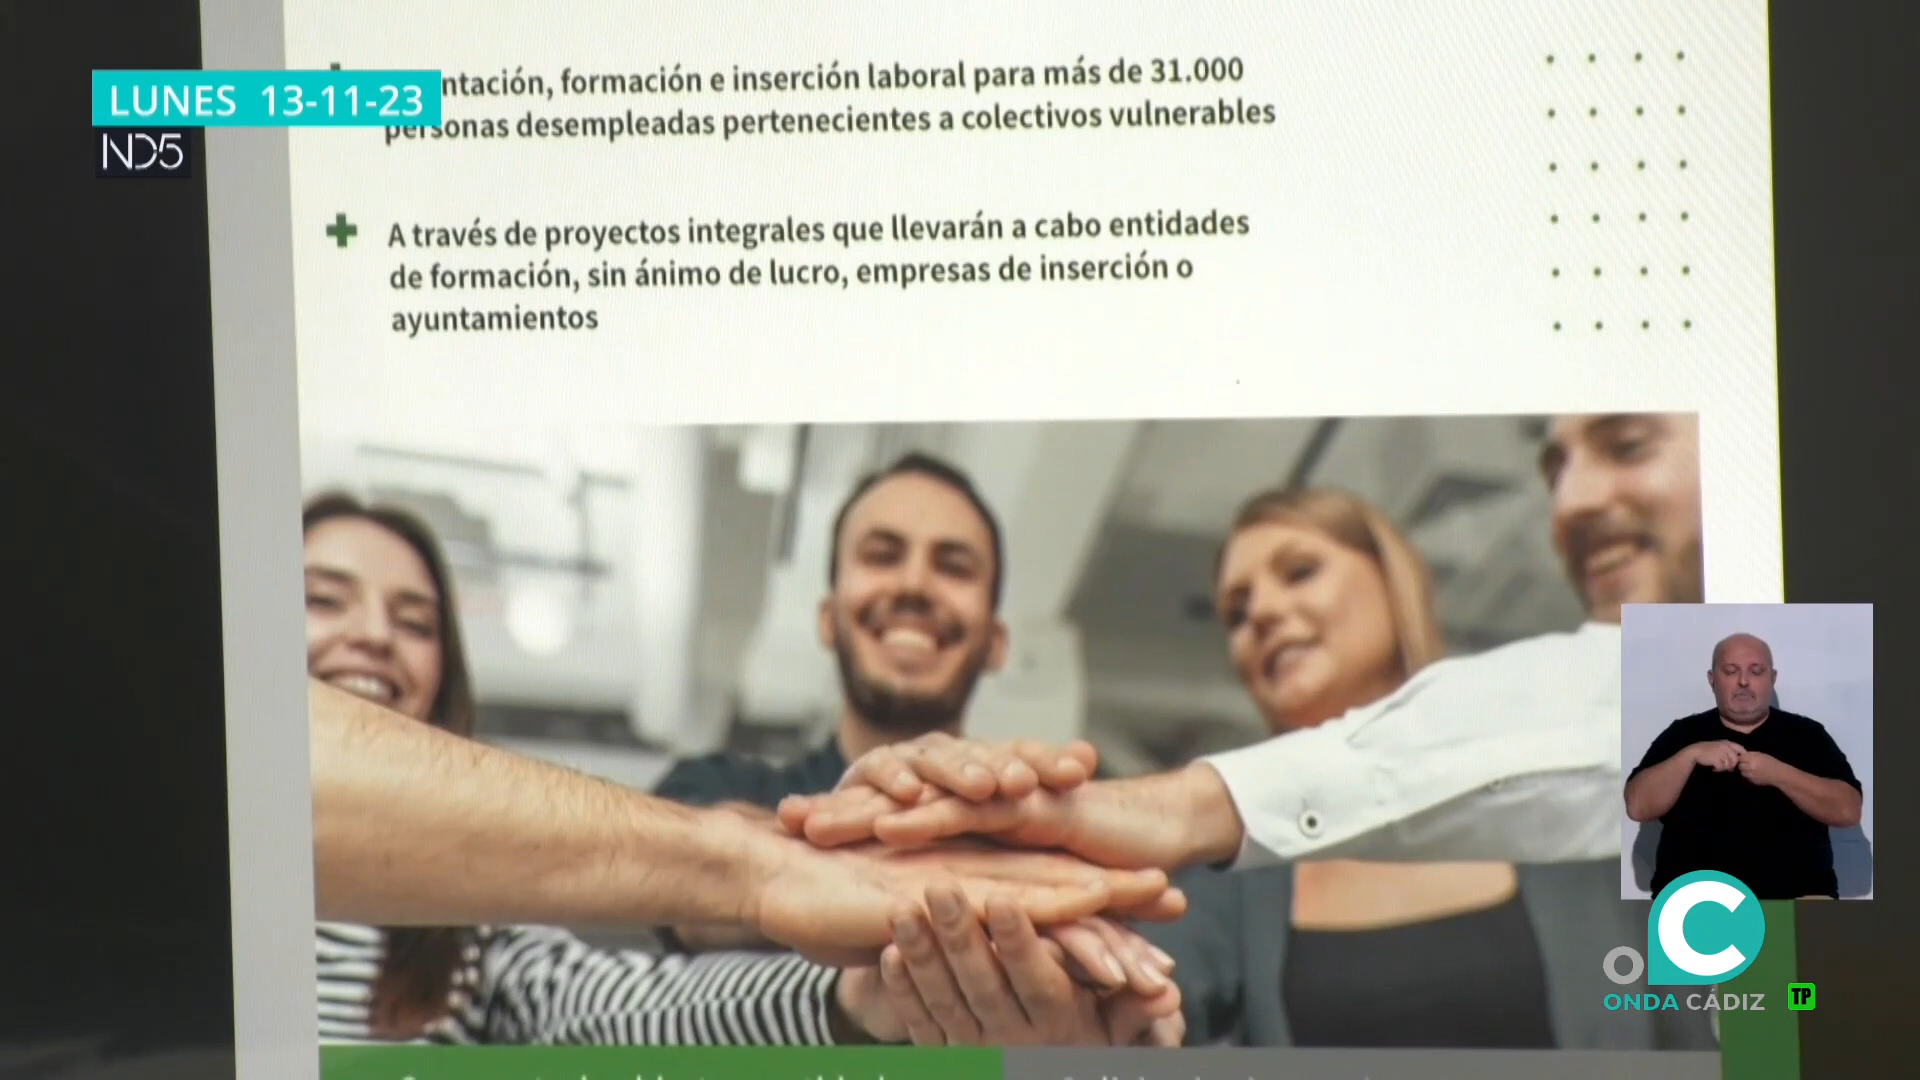 LUNES 13-11-23
ND5
ntación, formación e inserción laboral para más de 31.000
personas desempleadas pertenecientes a colectivos vulnerables
A través de proyectos integrales que llevarán a cabo entidades
de formación, sin ánimo de lucro, empresas de inserción o
ayuntamientos
ONDA CÁDIZ
TP